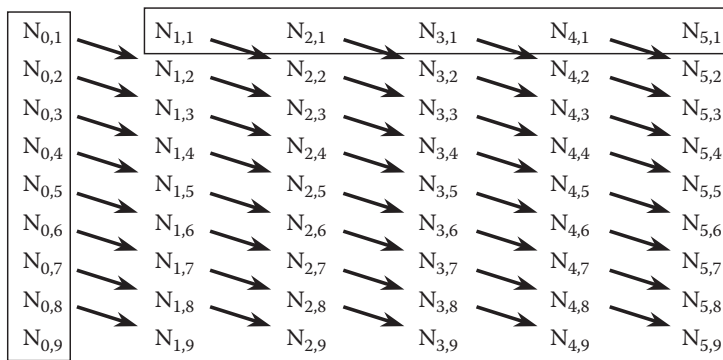 N0,1 N1,1 N2,1 N3,1 N4,1 N5,1
N0,2 N1,2 N2,2 N3,2 N4,2 N5,2
N0,3 N1,3 N2,3 N3,3 N4,3 N5,3
N0,4 N1,4 N2,4 N3,4 N4,4 N5,4
N0,5 N1,5 N2,5 N3,5 N4,5 N5,5
N0,6 N1,6 N2,6 N3,6 N4,6 N5,6
N0,7 N1,7 N2,7 N3,7 N4,7 N5,7
N0,8 N1,8 N2,8 N3,8 N4,8 N5,8
N0,9 N1,9 N2,9 N3,9 N4,9 N5,9